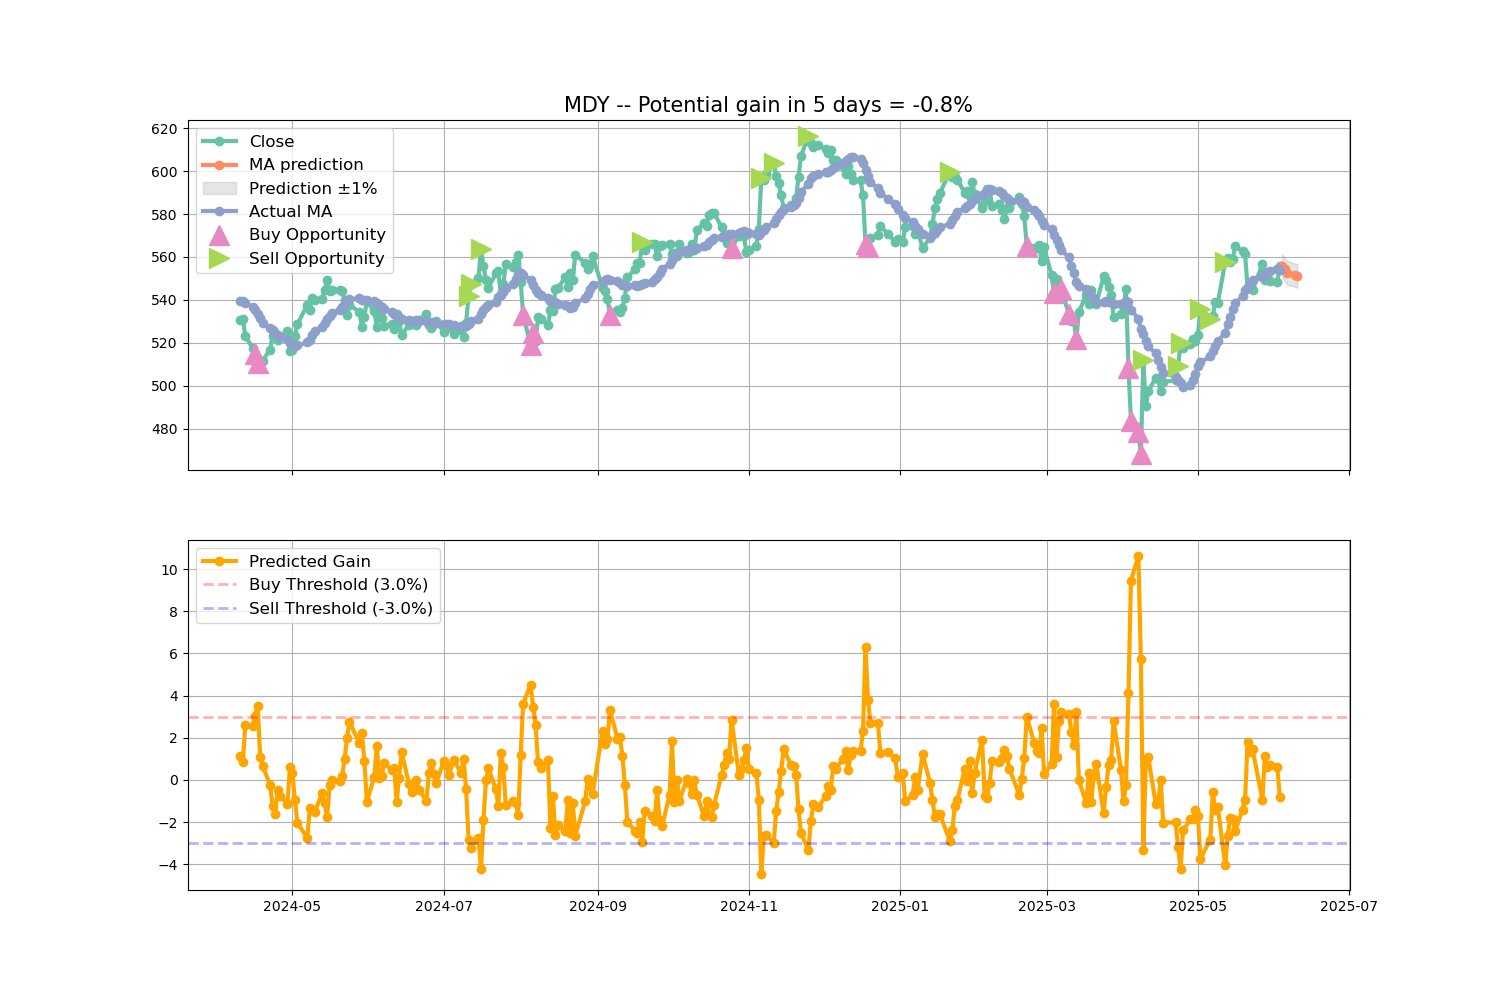 MDY -- Potential gain in 5 days = -0.8%
620
600
580
560
540
520
500
480
Close
MA prediction
Prediction ±1%
Actual MA
Buy Opportunity
Sell Opportunity
10
8
6
4
2
0
−2
−4
Predicted Gain
Buy Threshold (3.0%)
Sell Threshold (-3.0%)
2024-05
2024-07
2024-09
2024-11
2025-01
2025-03
2025-05
2025-07